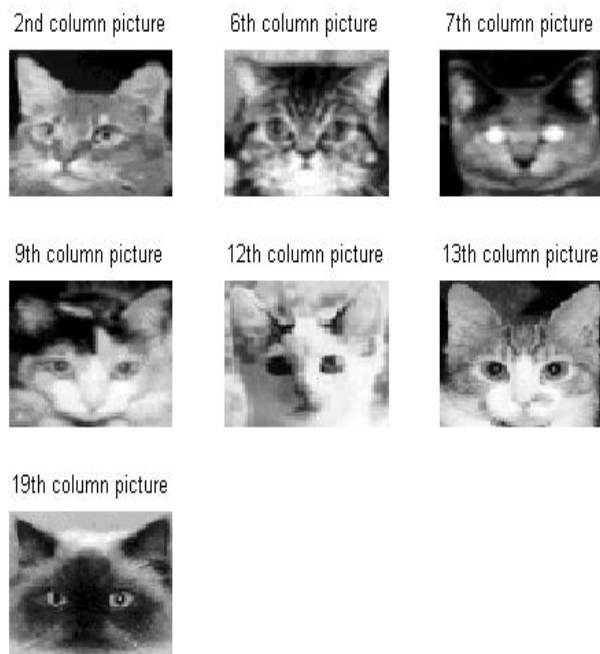 2nd column picture
6th column picture
7th column picture
9th column picture
12th column picture
13th column picture
19th column picture